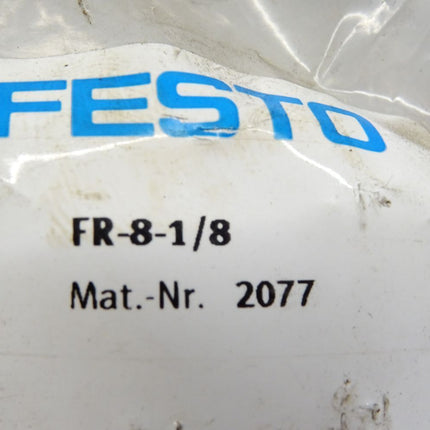 FESTO
FR-8-1/8
Mat.-Nr. 2077